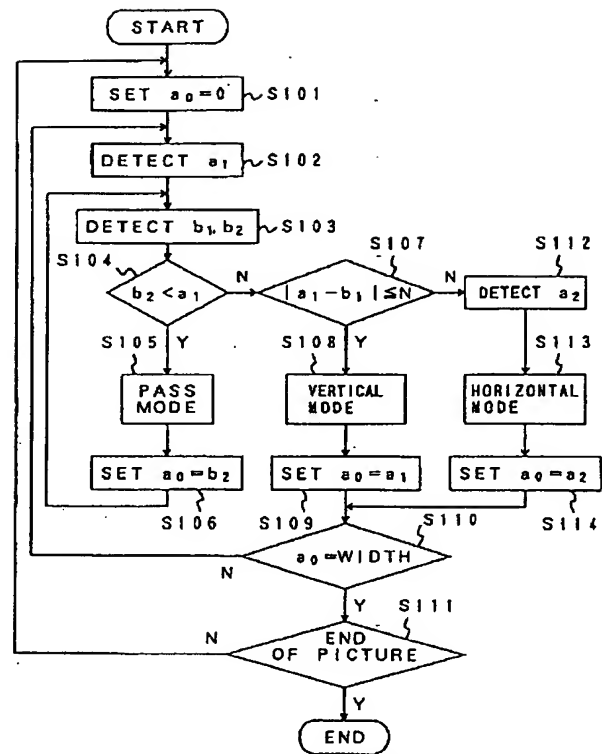 START
SET a₀=0 S101
DETECT a₁ S102
DETECT b₁, b₂ S103
S104 S107 S112
b₂<a₁ N |a₁-b₁|≦N N DETECT a₂
S105 Y S108 Y S113
PASS MODE
VERTICAL MODE
HORIZONTAL MODE
SET a₀=b₂ SET a₀=a₁ SET a₀=a₂
S106 S109 S110 S114
a₀=WIDTH
N
Y S111
N END
OF PICTURE
Y
END